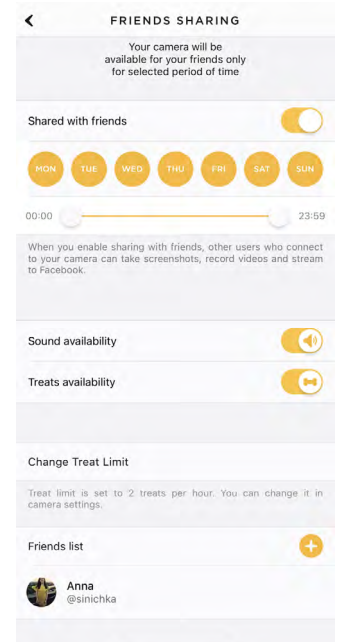 FRIENDS SHARING
Your camera will be
available for your friends only
for selected period of time
Shared with friends
MON TUE WED THU FRI SAT SUN
00:00 23:59
When you enable sharing with friends, other users who connect
to your camera can take screenshots, record videos and stream
to Facebook.
Sound availability
Treats availability
Change Treat Limit
Treat limit is set to 2 treats per hour. You can change it in
camera settings.
Friends list
Anna
@sinichka